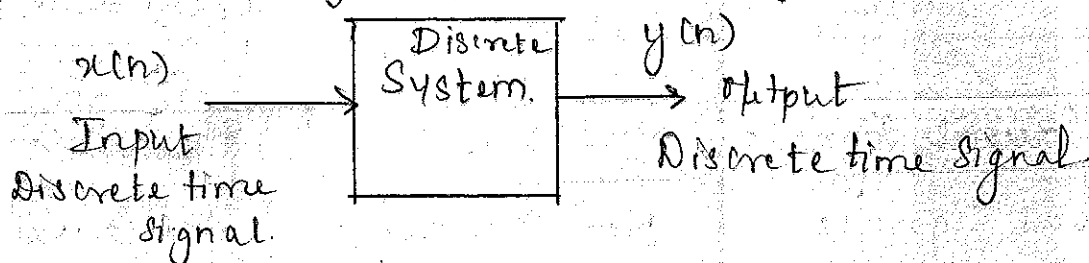 x(n)
Input
Discrete time
signal.
Discrete
System.
y(n)
Output
Discrete time signal.